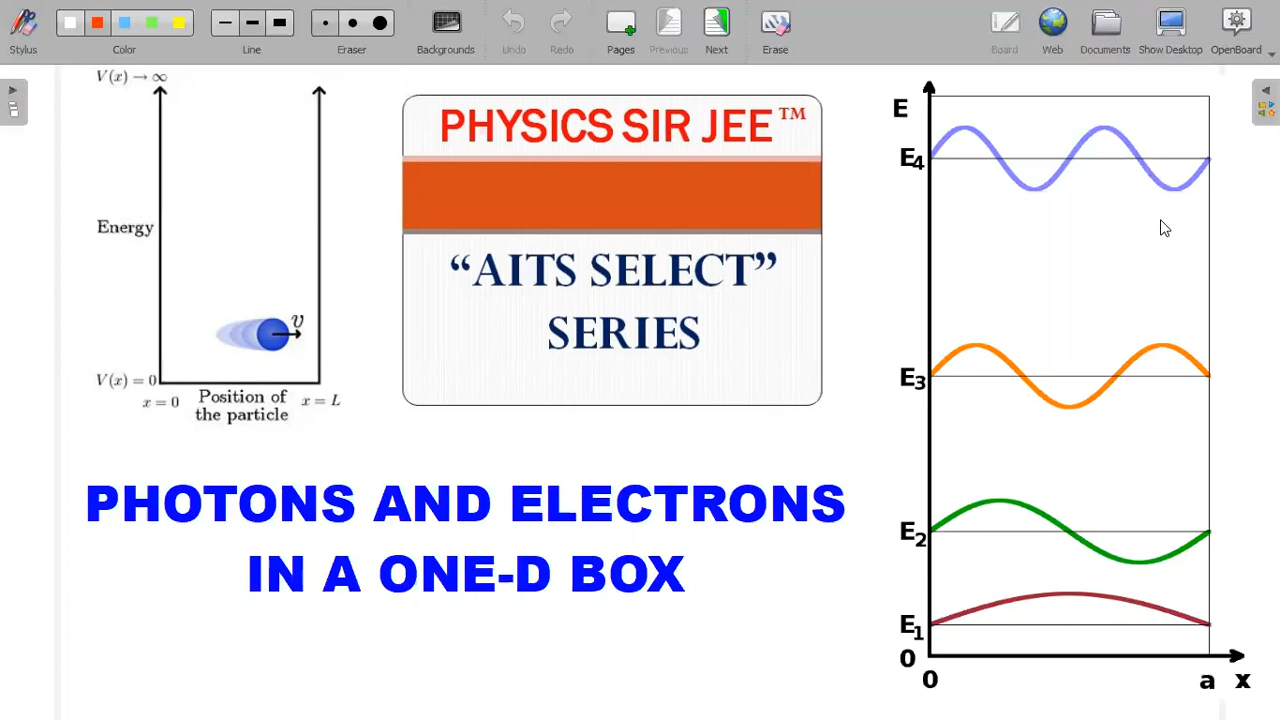 Stylus
Color
Line
Eraser
Backgrounds
Undo
Redo
Pages
Previous
Next
Erase
Board
Web
Documents
Show Desktop
OpenBoard
V(x) → ∞
Energy
v
V(x) = 0
x = 0
Position of
the particle
x = L
PHYSICS SIR JEE™
“AITS SELECT”
SERIES
PHOTONS AND ELECTRONS
IN A ONE-D BOX
E
E4
E3
E2
E1
0
0
a
x